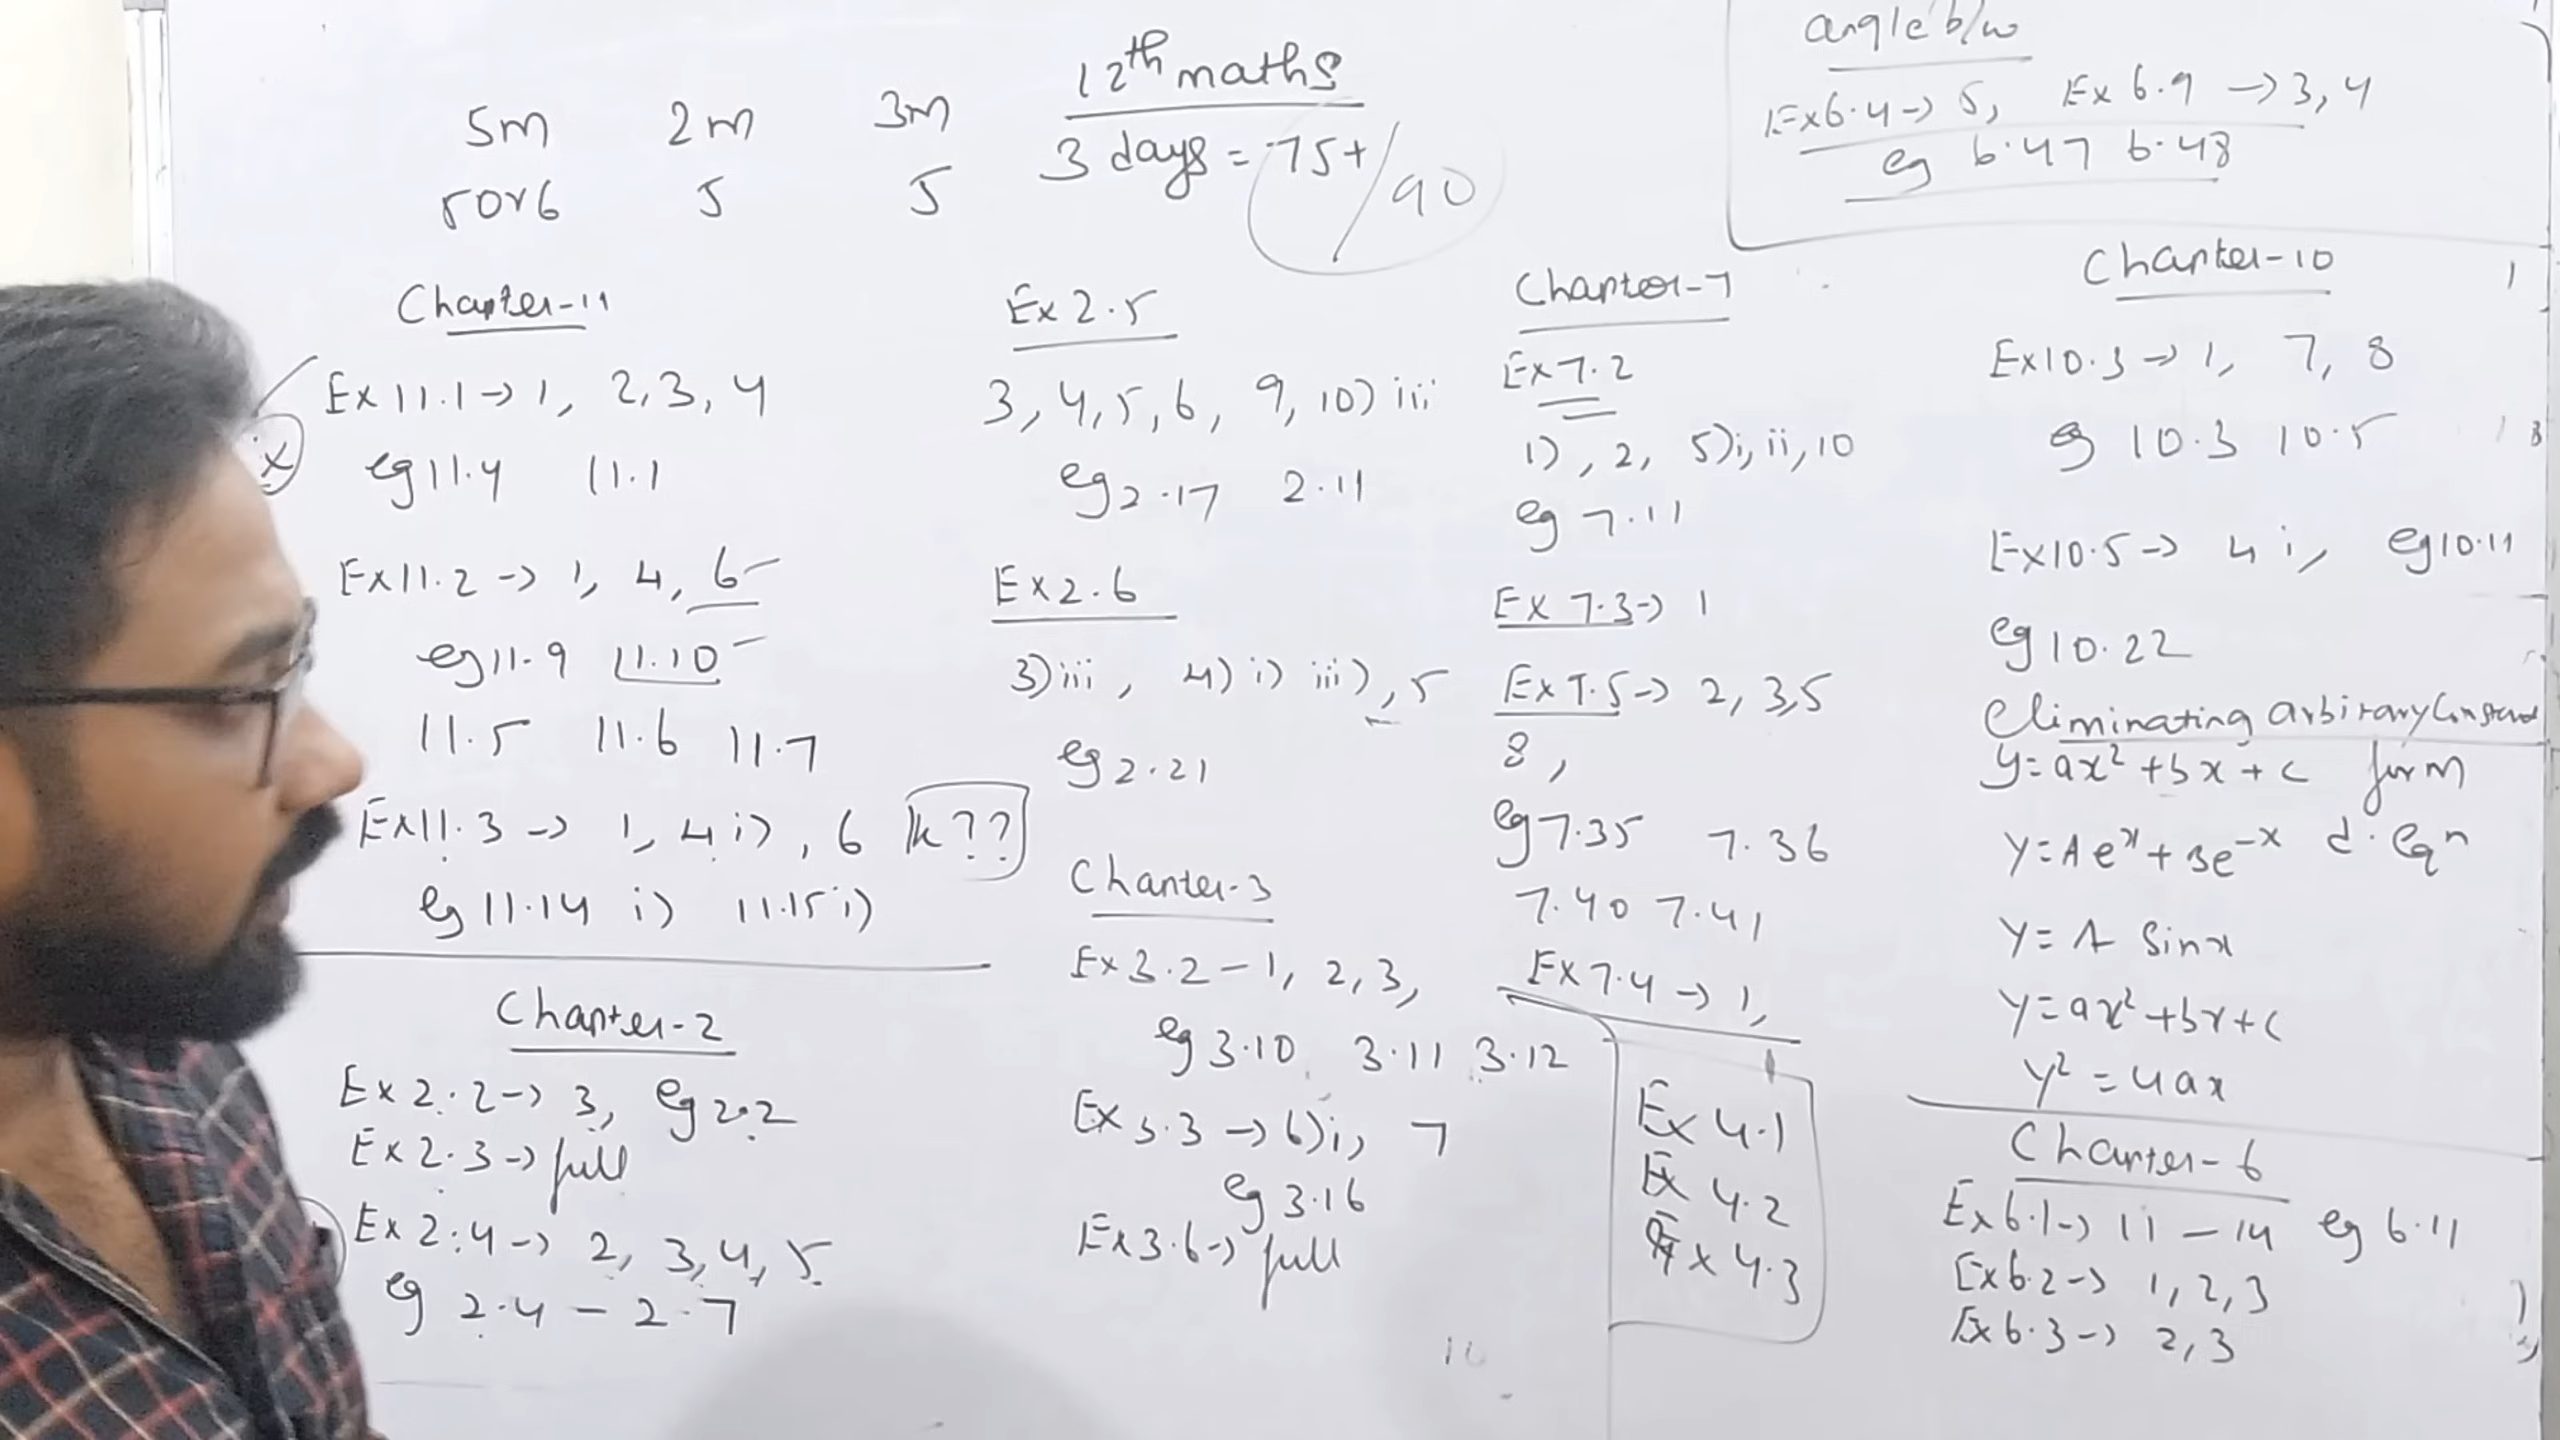 12th maths
3 days = 75+/90
5m 2m 3m
5or6 5 5
angle b/w
Ex6.4-> 5, Ex 6.9 -> 3, 4
eg 6.47 6.48
Chapter-11
Ex 11.1 -> 1, 2, 3, 4
eg 11.4 11.1
Ex11.2 -> 1, 4, 6
eg 11.9 11.10
11.5 11.6 11.7
Ex11.3 -> 1, 4 i), 6 k??
eg 11.14 i) 11.15 i)
Chapter-2
Ex 2.2-> 3, eg 2.2
Ex 2.3-> full
Ex 2.4-> 2, 3, 4, 5
eg 2.4 - 2.7
Ex 2.5
3, 4, 5, 6, 9, 10) iii
eg 2.17 2.11
Ex 2.6
3) iii, 4) i) iii), 5
eg 2.21
Chapter-3
Ex 3.2 - 1, 2, 3,
eg 3.10 3.11 3.12
Ex 3.3 -> 6) i, 7
eg 3.16
Ex 3.6-> full
Chapter-7
Ex 7.2
1), 2, 5) i, ii, 10
eg 7.11
Ex 7.3-> 1
Ex 7.5-> 2, 3, 5
8,
eg 7.35 7.36
7.40 7.41
Ex 7.4 -> 1,
Ex 4.1
Ex 4.2
Ex 4.3
Chapter-10
Ex10.3 -> 1, 7, 8
eg 10.3 10.5
Ex10.5-> 4 i, eg 10.11
eg 10.22
eliminating arbitrary Constant
y=ax²+bx+c form
y=Ae^x+Be^-x d.eqⁿ
y= A Sinx
y=ax²+bx+c
y²=4ax
Chapter-6
Ex 6.1-> 11 - 14 eg 6.11
Ex 6.2-> 1, 2, 3
Ex 6.3-> 2, 3